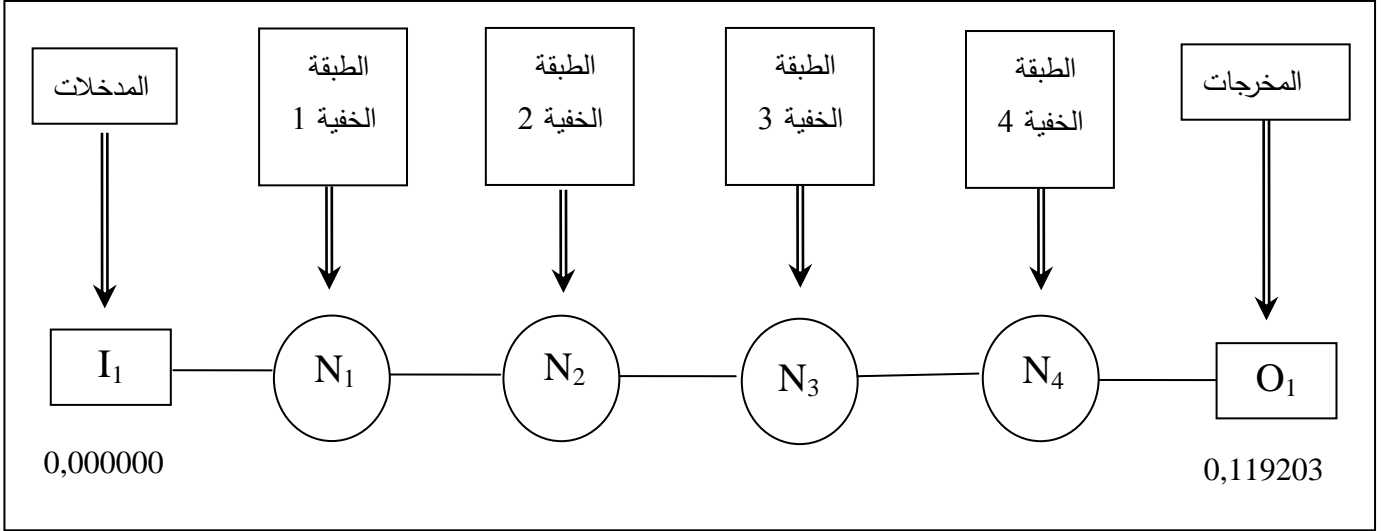 المدخلات
الطبقة
الخفية 1
الطبقة
الخفية 2
الطبقة
الخفية 3
الطبقة
الخفية 4
المخرجات
I₁
N₁
N₂
N₃
N₄
O₁
0,000000
0,119203